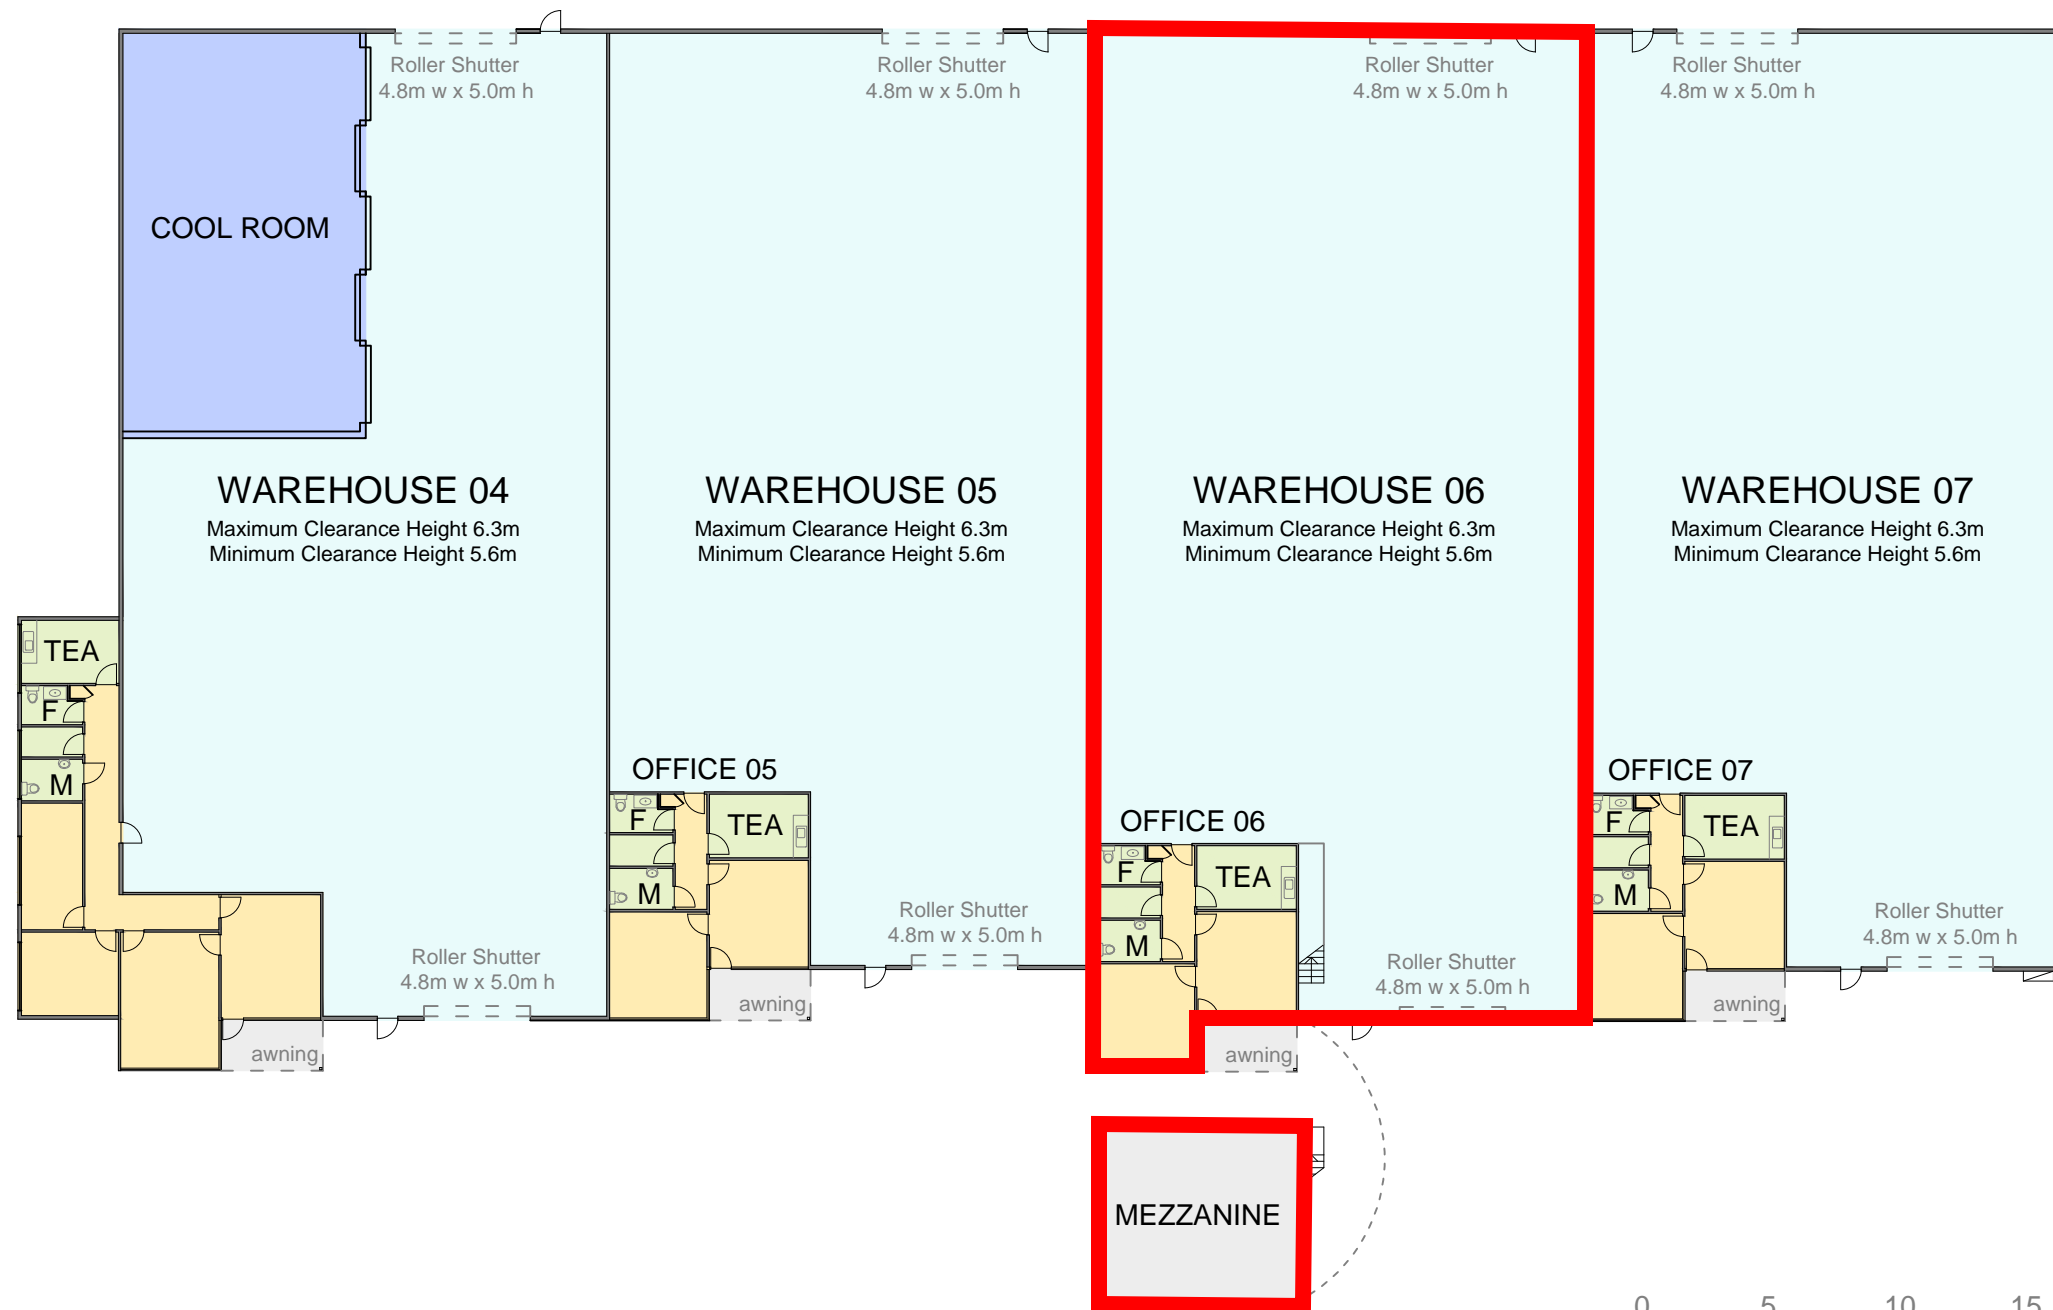 Roller Shutter
4.8m w x 5.0m h
Roller Shutter
4.8m w x 5.0m h
Roller Shutter
4.8m w x 5.0m h
Roller Shutter
4.8m w x 5.0m h
COOL ROOM
WAREHOUSE 04
Maximum Clearance Height 6.3m
Minimum Clearance Height 5.6m
WAREHOUSE 05
Maximum Clearance Height 6.3m
Minimum Clearance Height 5.6m
WAREHOUSE 06
Maximum Clearance Height 6.3m
Minimum Clearance Height 5.6m
WAREHOUSE 07
Maximum Clearance Height 6.3m
Minimum Clearance Height 5.6m
TEA
F
M
OFFICE 05
F
TEA
M
OFFICE 06
F
TEA
M
OFFICE 07
F
TEA
M
Roller Shutter
4.8m w x 5.0m h
Roller Shutter
4.8m w x 5.0m h
Roller Shutter
4.8m w x 5.0m h
Roller Shutter
4.8m w x 5.0m h
awning
awning
awning
awning
MEZZANINE
0 5 10 15